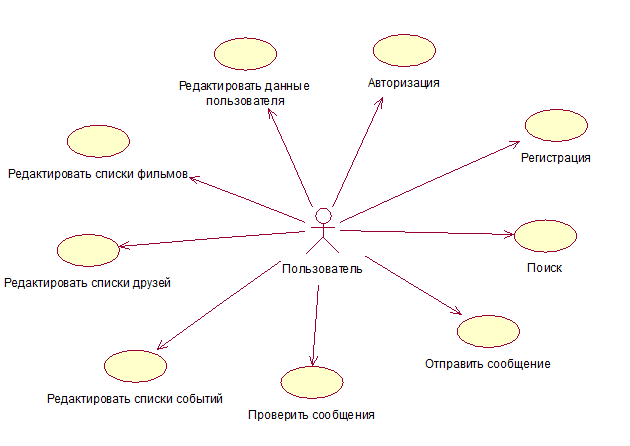 Редактировать данные
пользователя
Авторизация
Регистрация
Редактировать списки фильмов
Пользователь
Поиск
Редактировать списки друзей
Отправить сообщение
Редактировать списки событий
Проверить сообщения